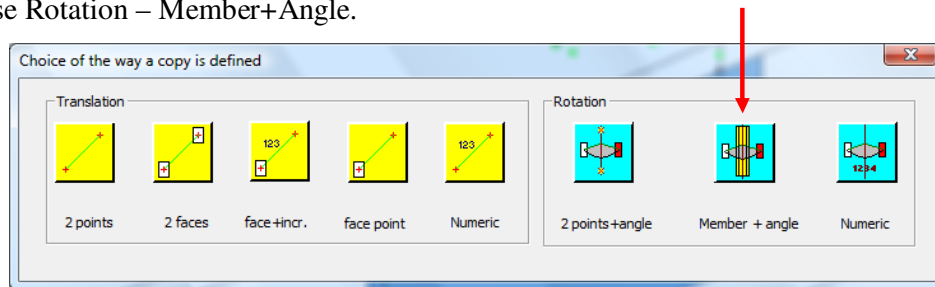 se Rotation – Member+Angle.
Choice of the way a copy is defined
Translation
Rotation
123
123
1234
2 points
2 faces
face+incr.
face point
Numeric
2 points+angle
Member + angle
Numeric